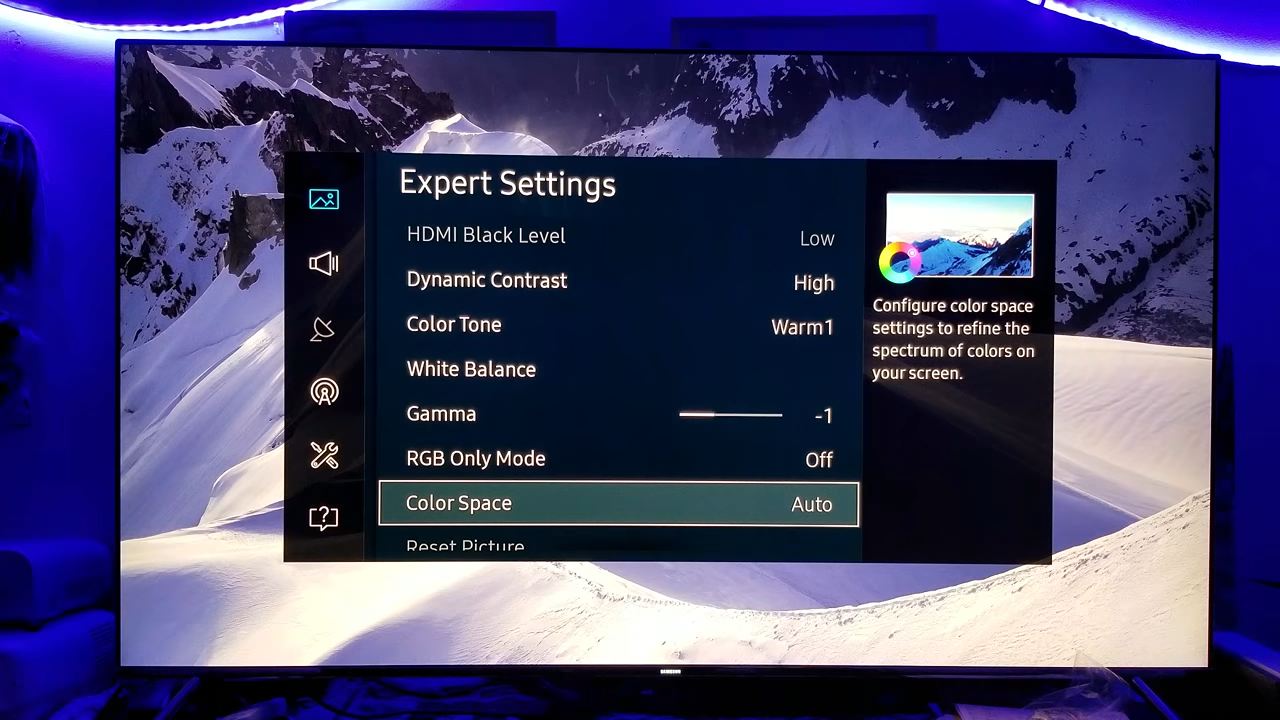 Expert Settings
HDMI Black Level Low
Dynamic Contrast High
Color Tone Warm1
White Balance
Gamma -1
RGB Only Mode Off
Color Space Auto
Reset Picture
Configure color space
settings to refine the
spectrum of colors on
your screen.
SAMSUNG